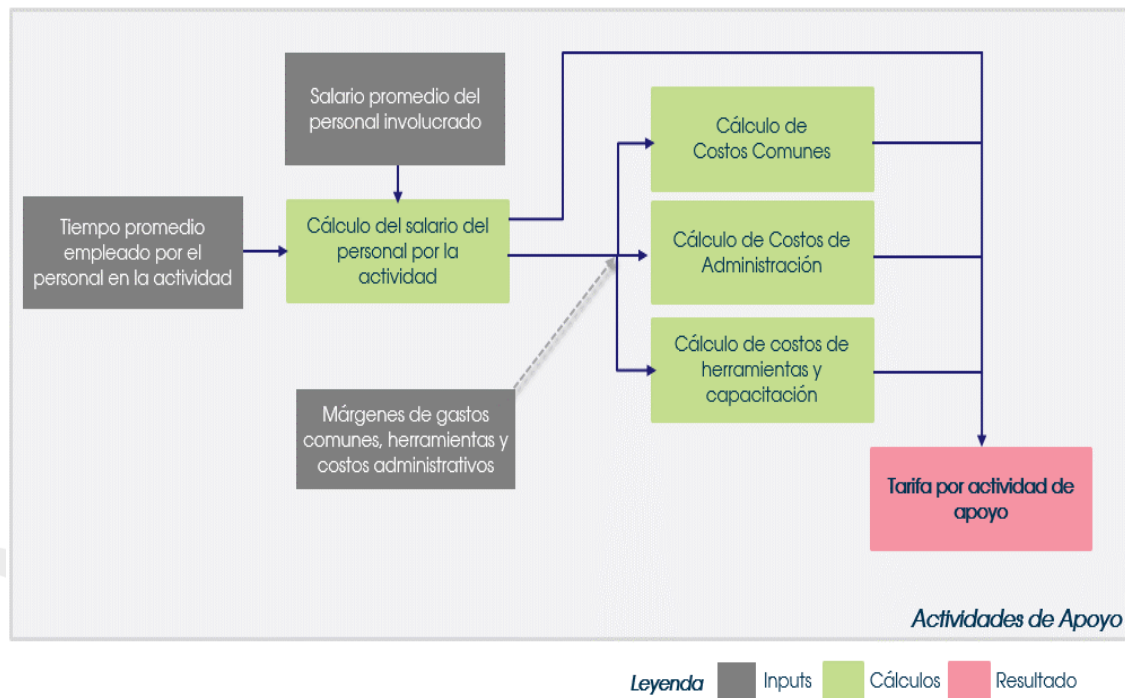 Salario promedio del
personal involucrado
Cálculo de
Costos Comunes
Tiempo promedio
empleado por el
personal en la actividad
Cálculo del salario del
personal por la
actividad
Cálculo de Costos de
Administración
Cálculo de costos de
herramientas y
capacitación
Márgenes de gastos
comunes, herramientas y
costos administrativos
Tarifa por actividad de
apoyo
Actividades de Apoyo
Leyenda Inputs Cálculos Resultado